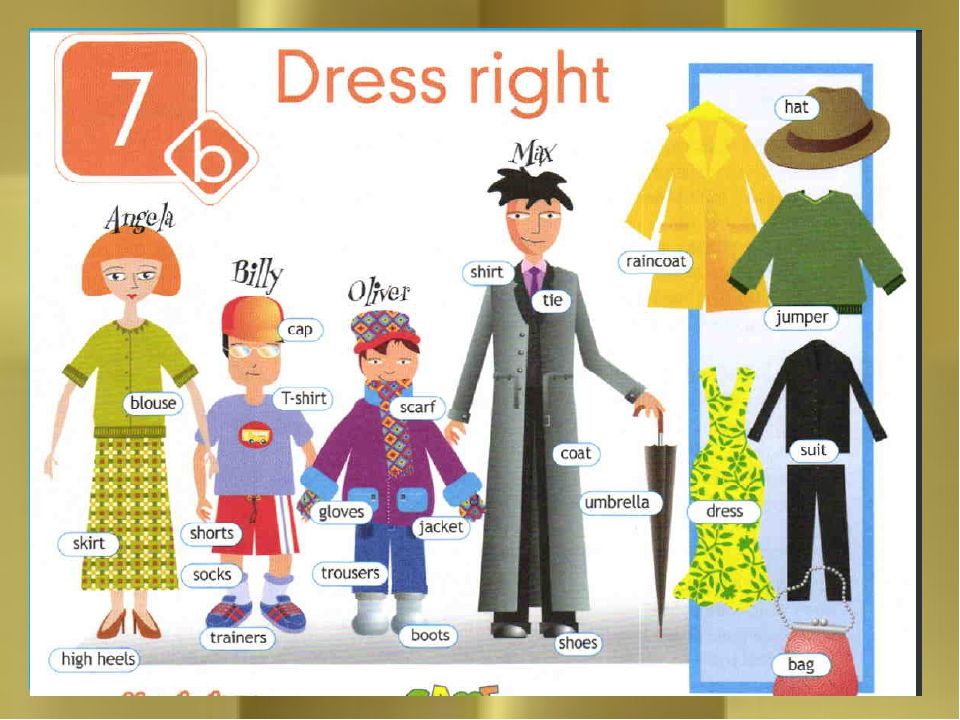 7
b
Dress right
hat
Max
Angela
Billy
Oliver
shirt
raincoat
tie
cap
jumper
blouse
T-shirt
scarf
coat
suit
umbrella
gloves
dress
jacket
skirt
shorts
socks
trousers
trainers
boots
shoes
high heels
bag